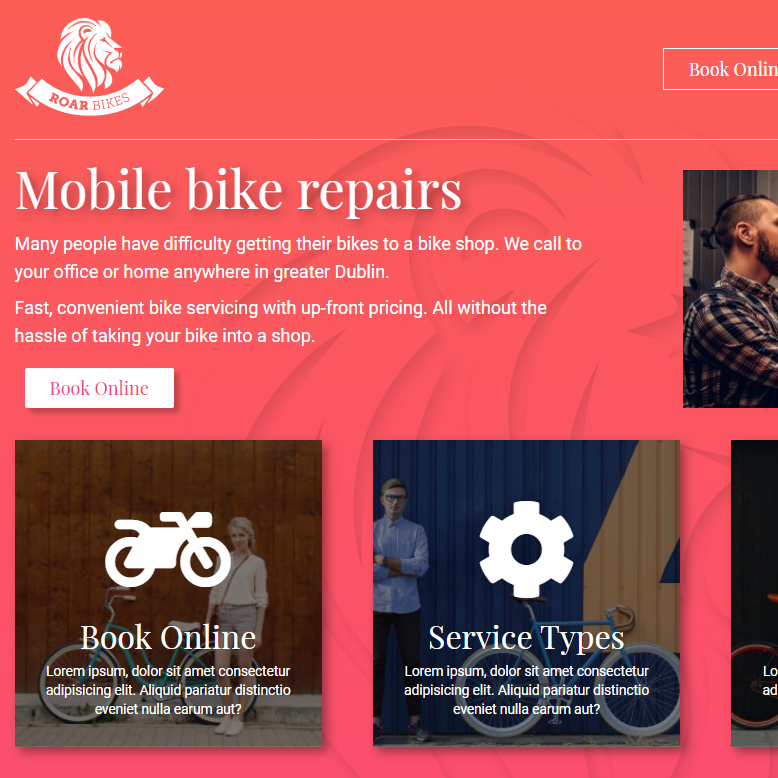 ROAR BIKES
Book Onlin
Mobile bike repairs
Many people have difficulty getting their bikes to a bike shop. We call to
your office or home anywhere in greater Dublin.
Fast, convenient bike servicing with up-front pricing. All without the
hassle of taking your bike into a shop.
Book Online
Book Online
Lorem ipsum, dolor sit amet consectetur
adipisicing elit. Aliquid pariatur distinctio
eveniet nulla earum aut?
Service Types
Lorem ipsum, dolor sit amet consectetur
adipisicing elit. Aliquid pariatur distinctio
eveniet nulla earum aut?
Lo
ad